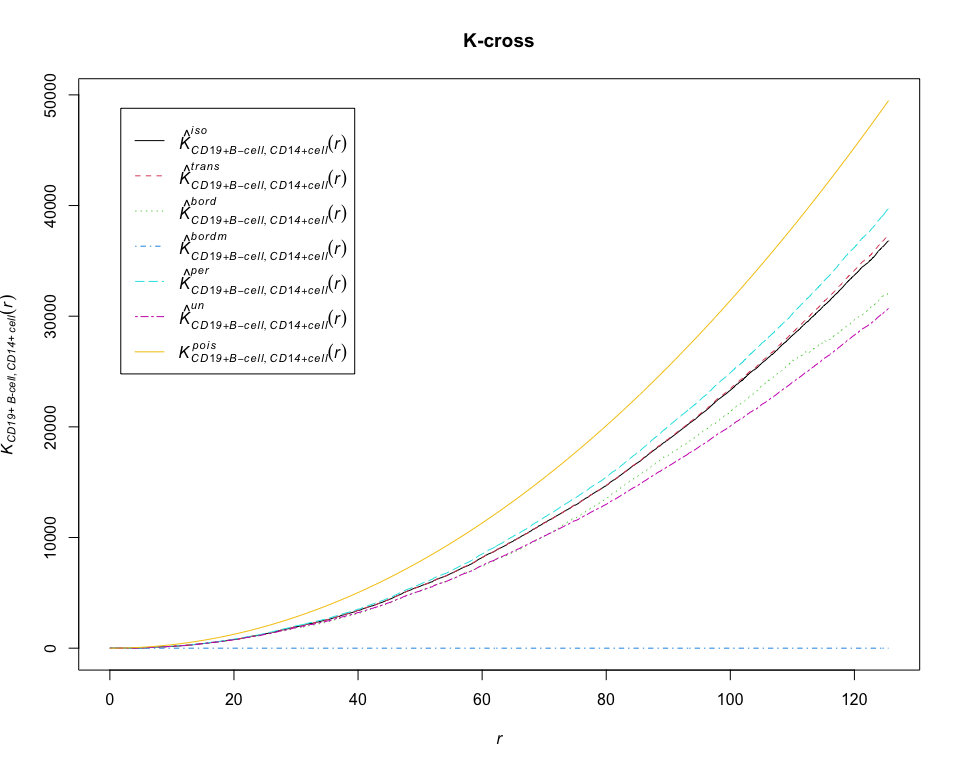 K-cross
K̂ iso CD19+B−cell, CD14+cell(r)
K̂ trans CD19+B−cell, CD14+cell(r)
K̂ bord CD19+B−cell, CD14+cell(r)
K̂ bordm CD19+B−cell, CD14+cell(r)
K̂ per CD19+B−cell, CD14+cell(r)
K̂ un CD19+B−cell, CD14+cell(r)
K pois CD19+B−cell, CD14+cell(r)
K CD19+ B-cell, CD14+ cell(r)
50000
40000
30000
20000
10000
0
0 20 40 60 80 100 120
r